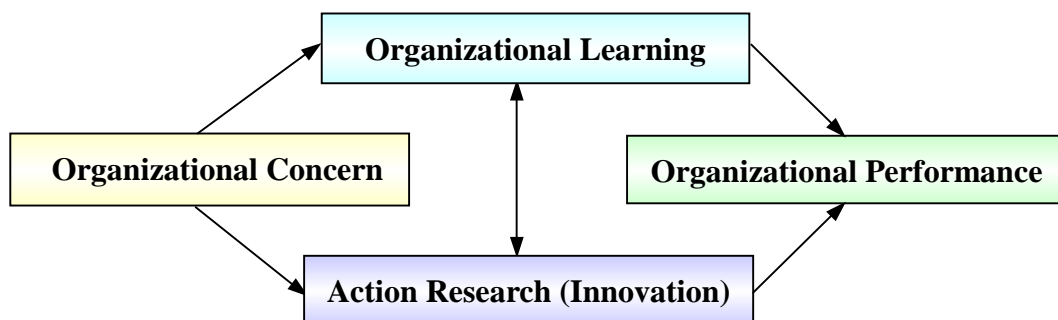 Organizational Learning
Organizational Concern
Organizational Performance
Action Research (Innovation)